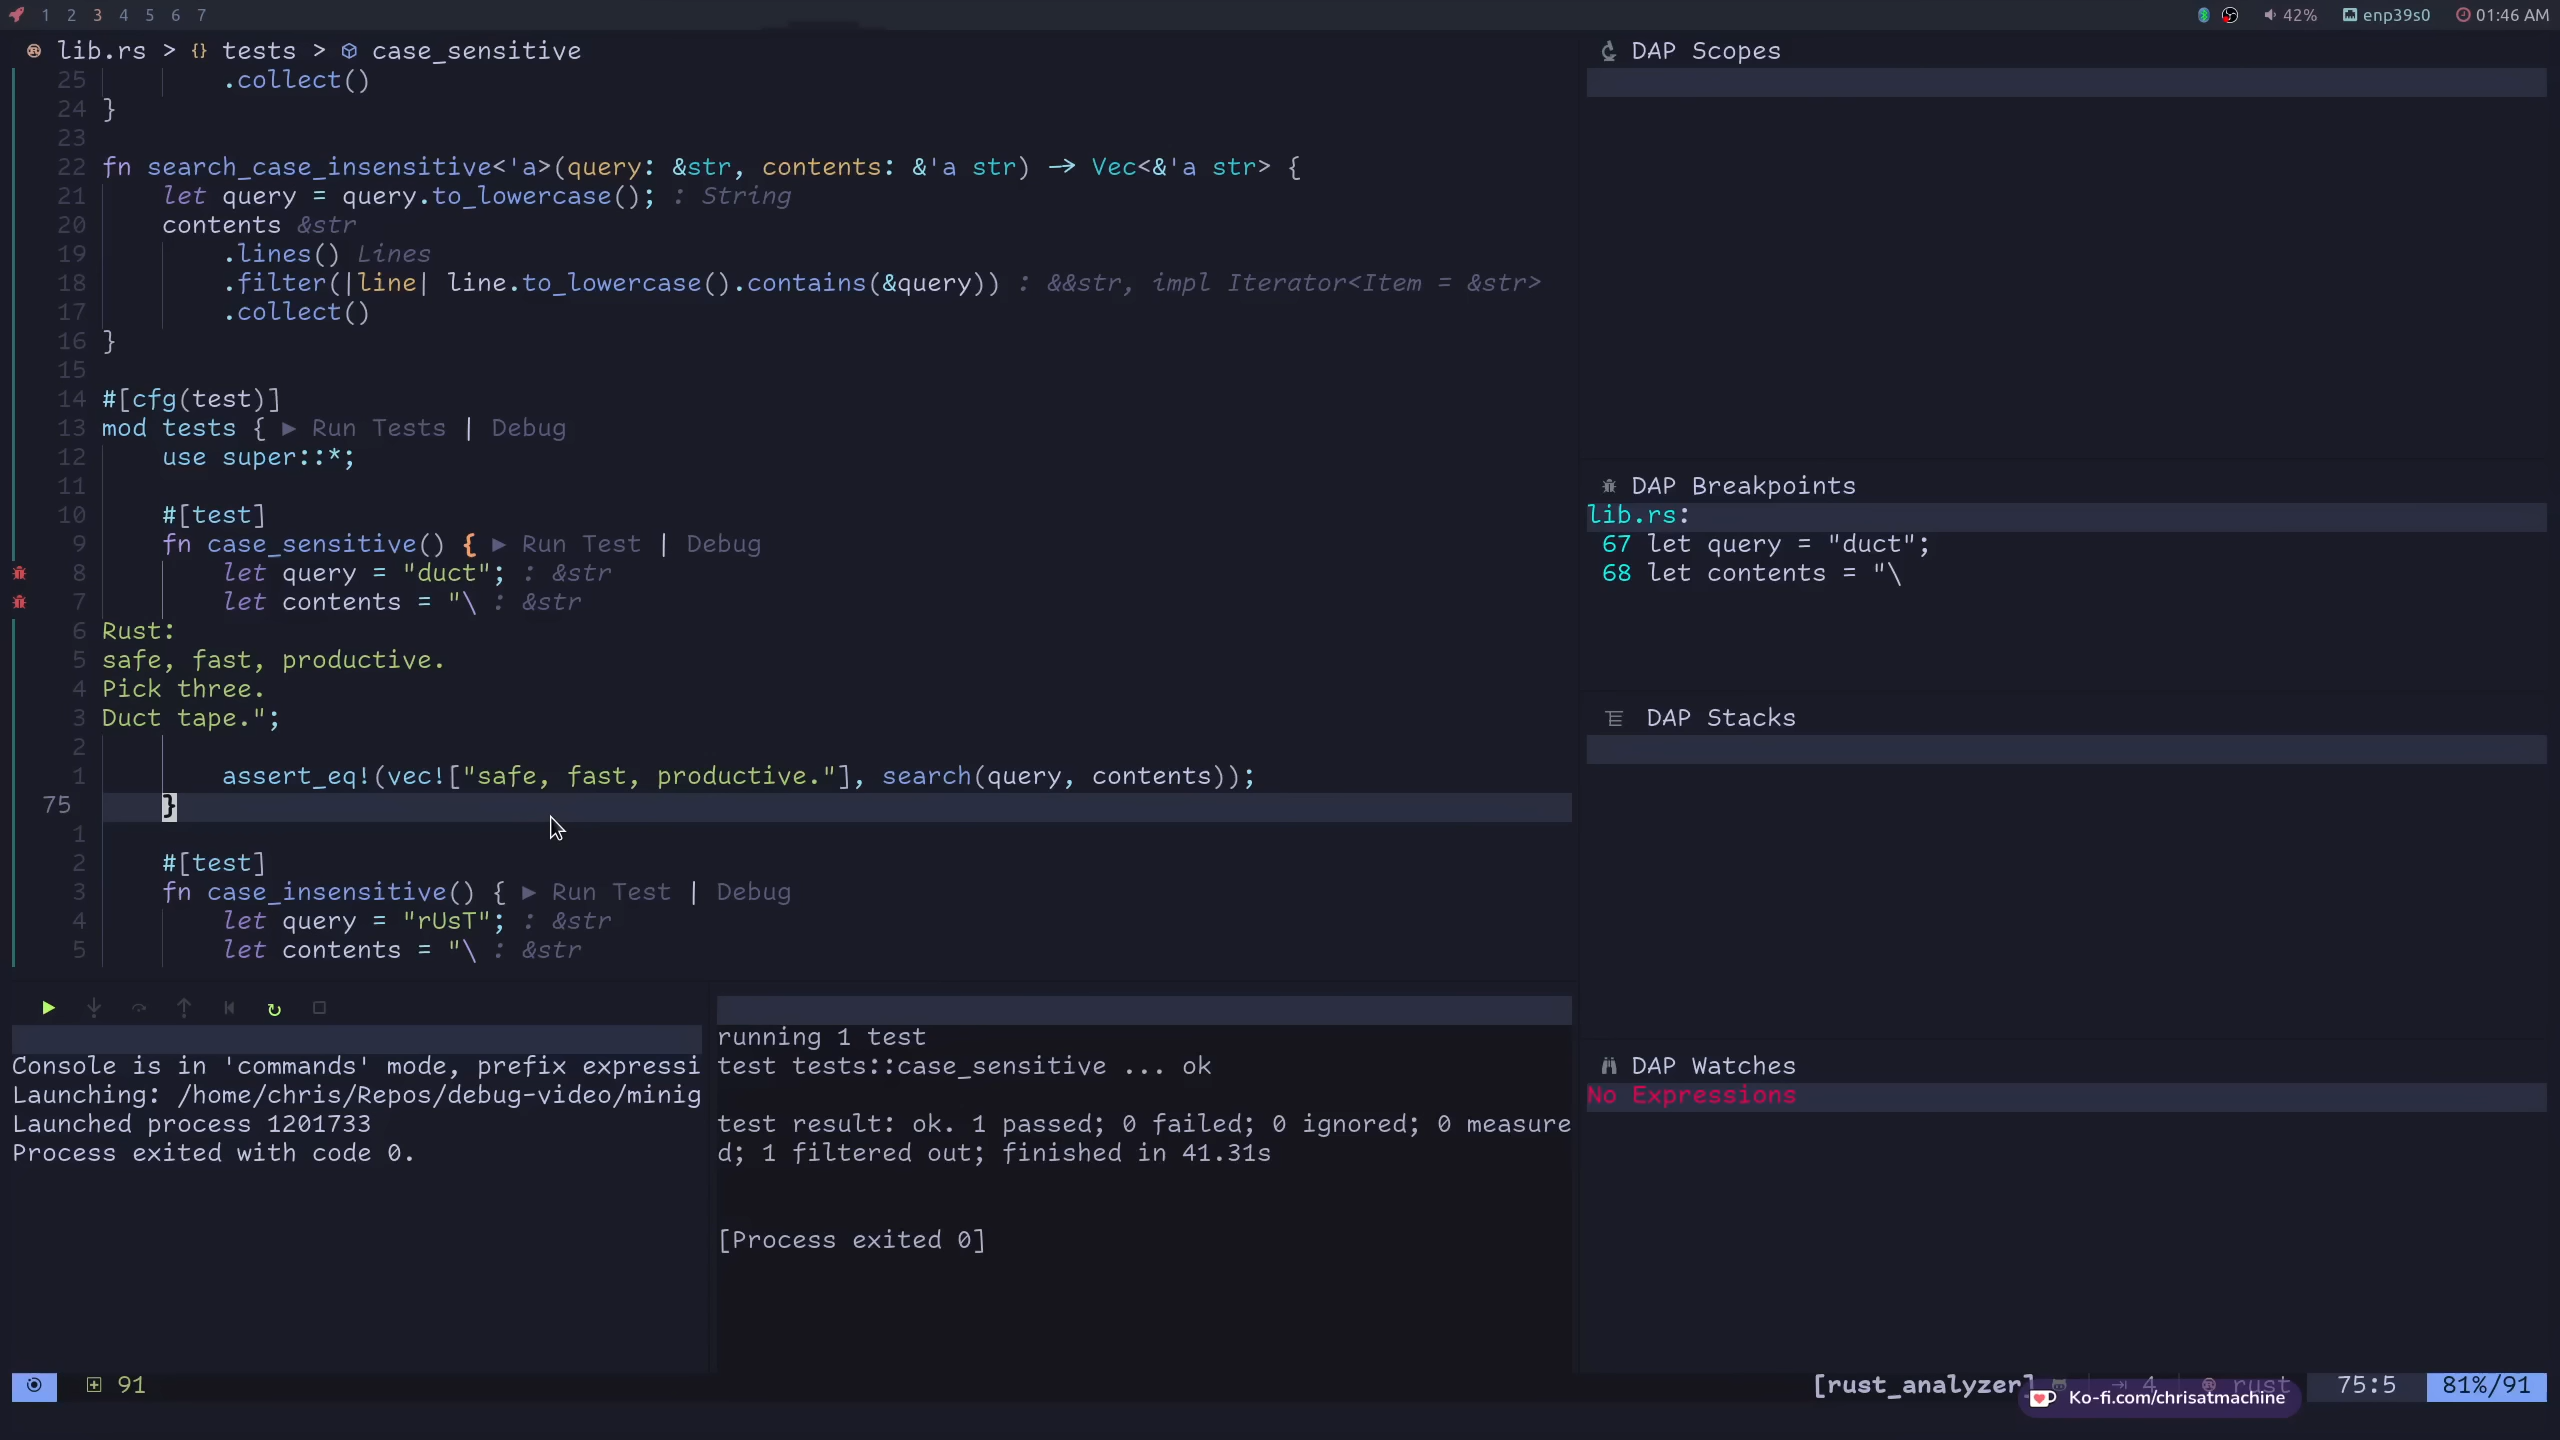 1 2 3 4 5 6 7
42% enp39s0 01:46 AM
lib.rs > {} tests > case_sensitive
25 .collect()
24 }
23
22 fn search_case_insensitive<'a>(query: &str, contents: &'a str) → Vec<&'a str> {
21 let query = query.to_lowercase(); : String
20 contents &str
19 .lines() Lines
18 .filter(|line| line.to_lowercase().contains(&query)) : &&str, impl Iterator<Item = &str>
17 .collect()
16 }
15
14 #[cfg(test)]
13 mod tests { ▶ Run Tests | Debug
12 use super::*;
11
10 #[test]
9 fn case_sensitive() { ▶ Run Test | Debug
8 let query = "duct"; : &str
7 let contents = "\ : &str
6 Rust:
5 safe, fast, productive.
4 Pick three.
3 Duct tape.";
2
1 assert_eq!(vec!["safe, fast, productive."], search(query, contents));
75 }
1
2 #[test]
3 fn case_insensitive() { ▶ Run Test | Debug
4 let query = "rUsT"; : &str
5 let contents = "\ : &str
DAP Scopes
DAP Breakpoints
lib.rs:
67 let query = "duct";
68 let contents = "\
DAP Stacks
DAP Watches
No Expressions
Console is in 'commands' mode, prefix expressi
Launching: /home/chris/Repos/debug-video/minig
Launched process 1201733
Process exited with code 0.
running 1 test
test tests::case_sensitive ... ok
test result: ok. 1 passed; 0 failed; 0 ignored; 0 measure
d; 1 filtered out; finished in 41.31s
[Process exited 0]
91
[rust_analyzer] 4 rust 75:5 81%/91
Ko-fi.com/chrisatmachine